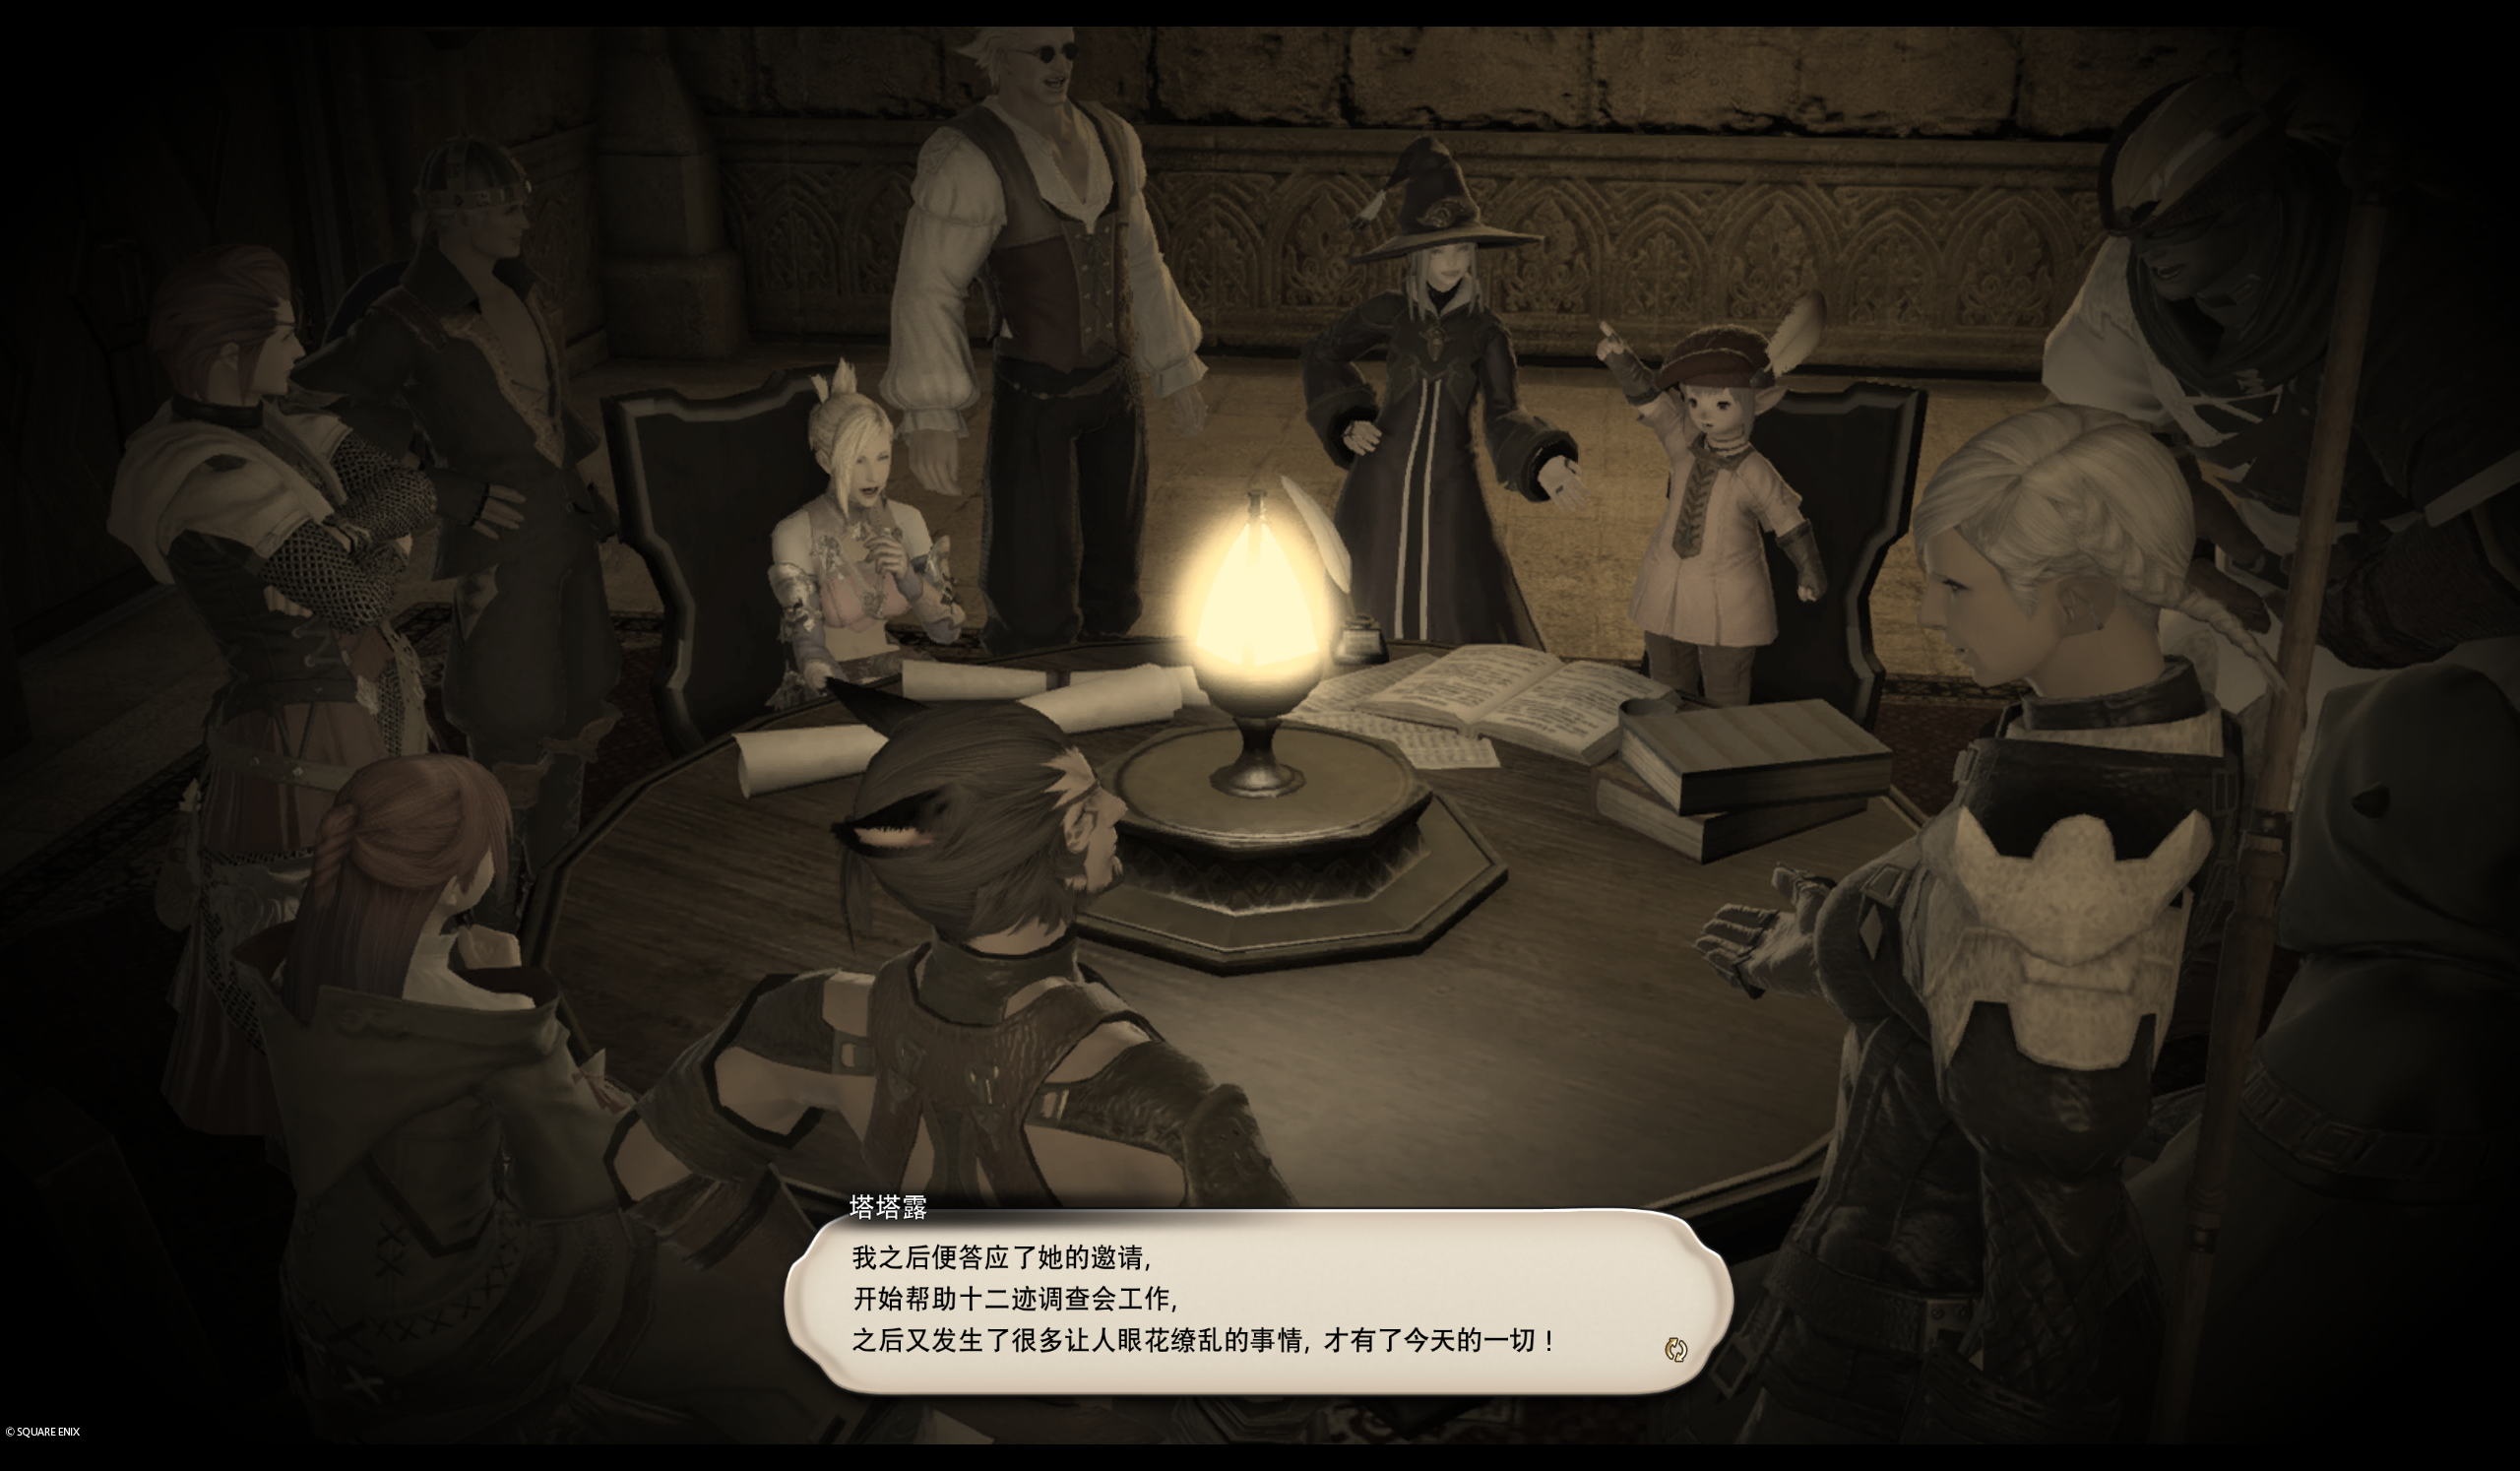 塔塔露
我之后便答应了她的邀请,
开始帮助十二迹调查会工作,
之后又发生了很多让人眼花缭乱的事情, 才有了今天的一切！
© SQUARE ENIX